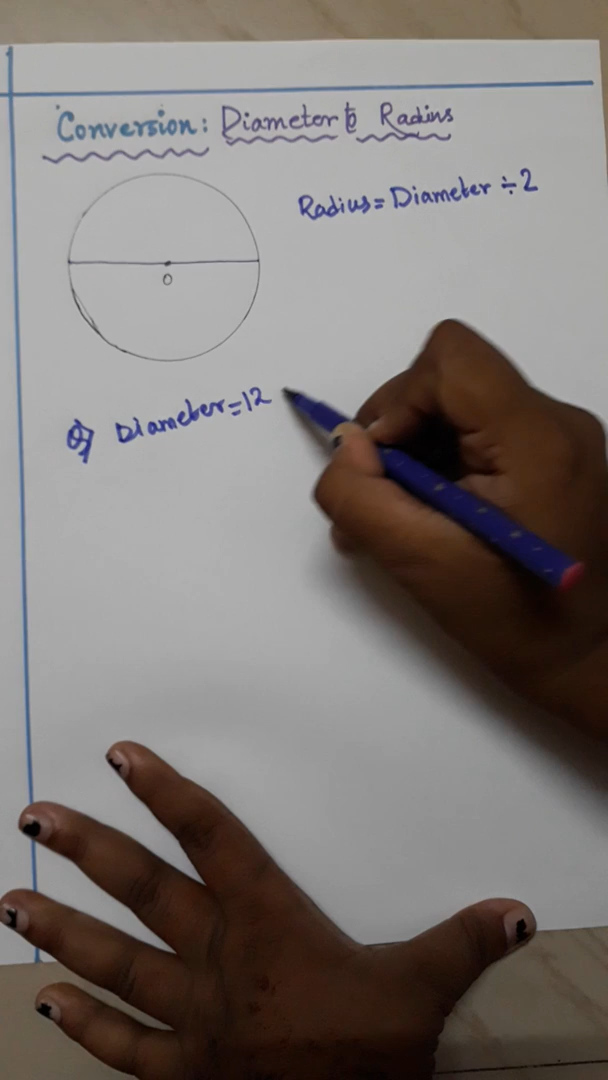 Conversion: Diameter to Radius
Radius = Diameter ÷ 2
O
Q) Diameter = 12